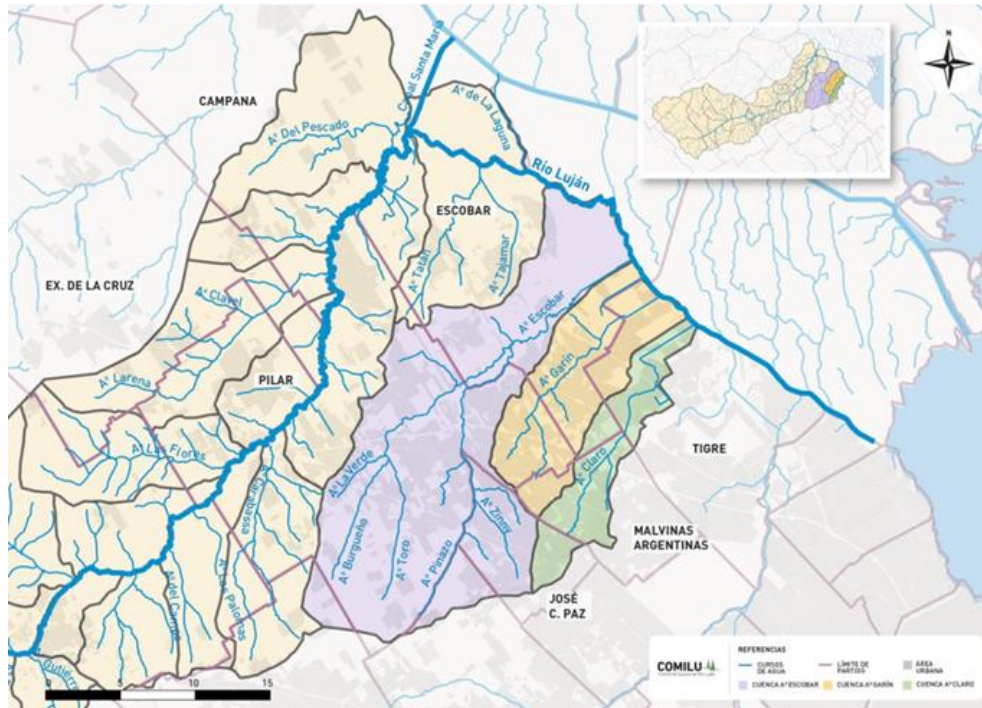 N
CAMPANA
Canal Santa María
Aº de La Laguna
Aº Del Pescado
Río Luján
ESCOBAR
Aº Tatán
Aº Tajamar
EX. DE LA CRUZ
Aº Clavel
Aº Escobar
Aº Garín
Aº Larena
PILAR
Aº Las Flores
Aº Carabassa
Aº La Verde
Aº Claro
TIGRE
Aº Burgueño
Aº Toro
Aº Pinazo
Aº Zinny
MALVINAS
ARGENTINAS
Aº del Campo
Aº Las Palomas
JOSÉ
C. PAZ
Gutiérrez
0 5 10 15
COMILU
REFERENCIAS
CURSOS
DE AGUA
LÍMITE DE
PARTIDO
ÁREA
URBANA
CUENCA Aº ESCOBAR
CUENCA Aº GARÍN
CUENCA Aº CLARO